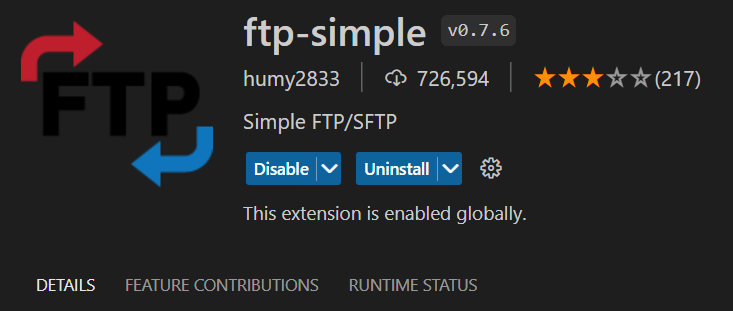 FTP
ftp-simple v0.7.6
humy2833 726,594 (217)
Simple FTP/SFTP
Disable Uninstall
This extension is enabled globally.
DETAILS FEATURE CONTRIBUTIONS RUNTIME STATUS